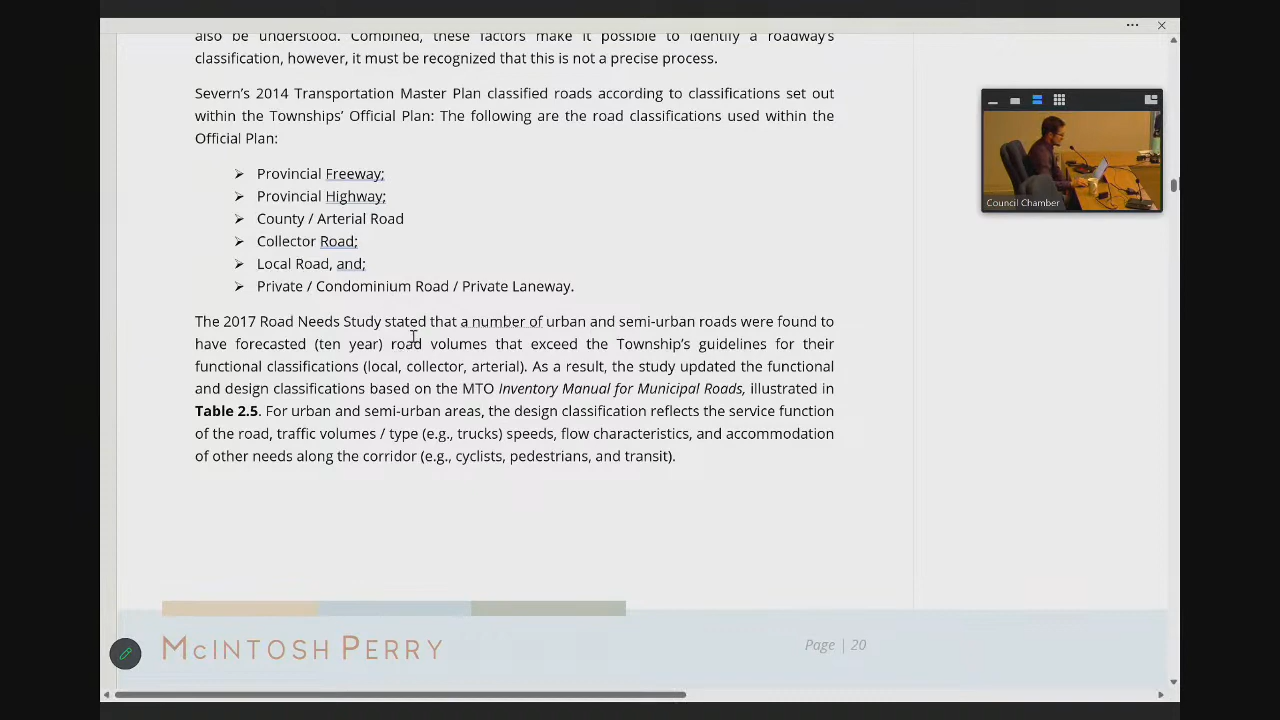 also be understood. Combined, these factors make it possible to identify a roadway's
classification, however, it must be recognized that this is not a precise process.
Severn's 2014 Transportation Master Plan classified roads according to classifications set out
within the Townships' Official Plan: The following are the road classifications used within the
Official Plan:
➢ Provincial Freeway;
➢ Provincial Highway;
➢ County / Arterial Road
➢ Collector Road;
➢ Local Road, and;
➢ Private / Condominium Road / Private Laneway.
The 2017 Road Needs Study stated that a number of urban and semi-urban roads were found to
have forecasted (ten year) road volumes that exceed the Township's guidelines for their
functional classifications (local, collector, arterial). As a result, the study updated the functional
and design classifications based on the MTO Inventory Manual for Municipal Roads, illustrated in
Table 2.5. For urban and semi-urban areas, the design classification reflects the service function
of the road, traffic volumes / type (e.g., trucks) speeds, flow characteristics, and accommodation
of other needs along the corridor (e.g., cyclists, pedestrians, and transit).
McINTOSH PERRY
Page | 20
Council Chamber